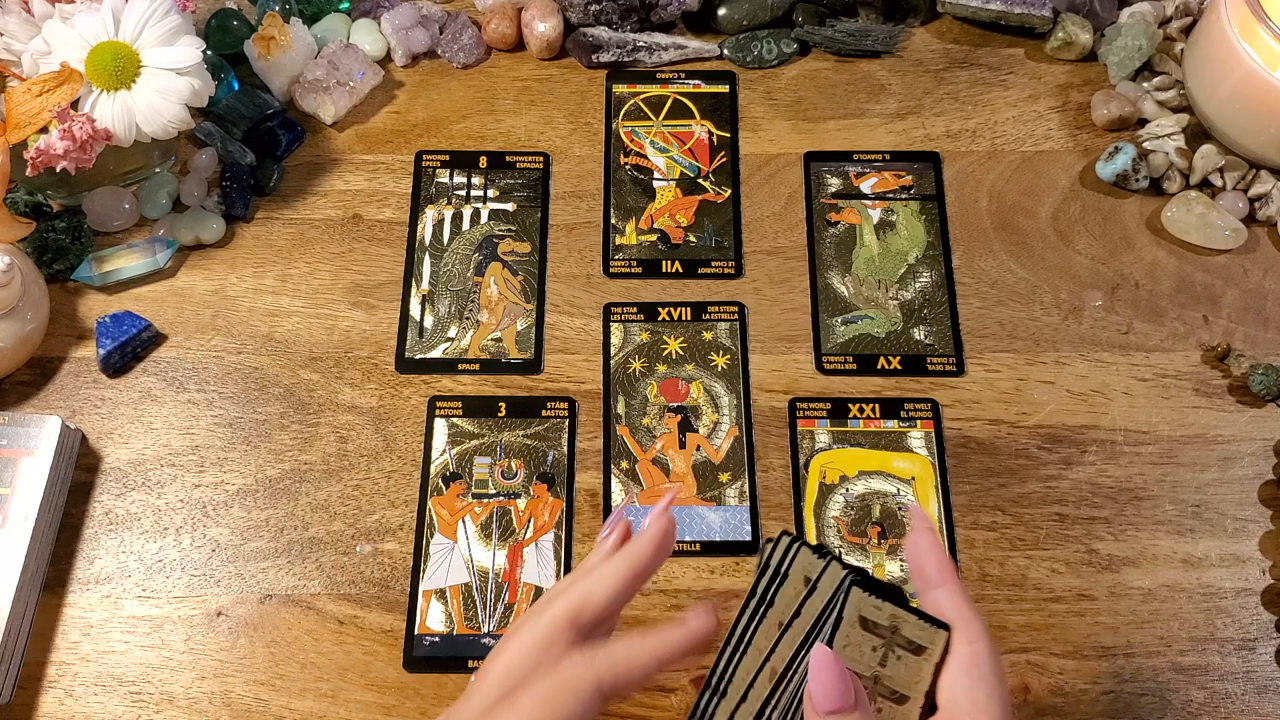 IL CARRO
VII
DER WAGEN
EL CARRO
THE CHARIOT
LE CHAR
SWORDS
EPEES
8
SCHWERTER
ESPADAS
SPADE
IL DIAVOLO
XV
DER TEUFEL
EL DIABLO
THE DEVIL
LE DIABLE
THE STAR
LES ETOILES
XVII
DER STERN
LA ESTRELLA
STELLE
WANDS
BATONS
3
STÄBE
BASTOS
BAS
THE WORLD
LE MONDE
XXI
DIE WELT
EL MUNDO